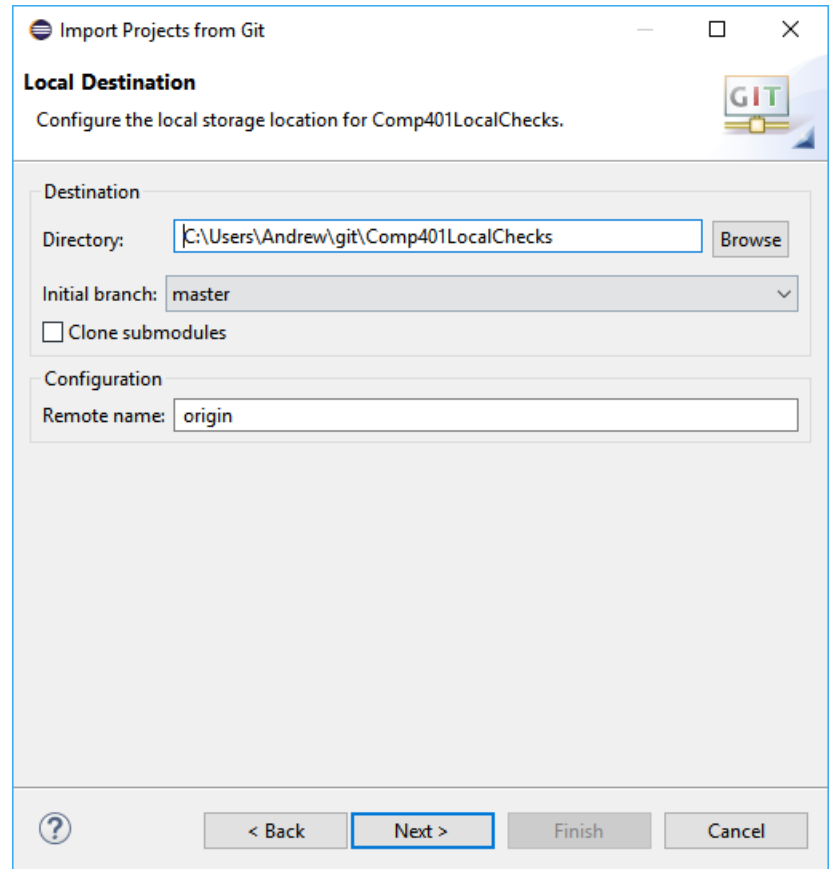 Import Projects from Git
Local Destination
Configure the local storage location for Comp401LocalChecks.
GIT
Destination
Directory: C:\Users\Andrew\git\Comp401LocalChecks Browse
Initial branch: master
Clone submodules
Configuration
Remote name: origin
? < Back Next > Finish Cancel